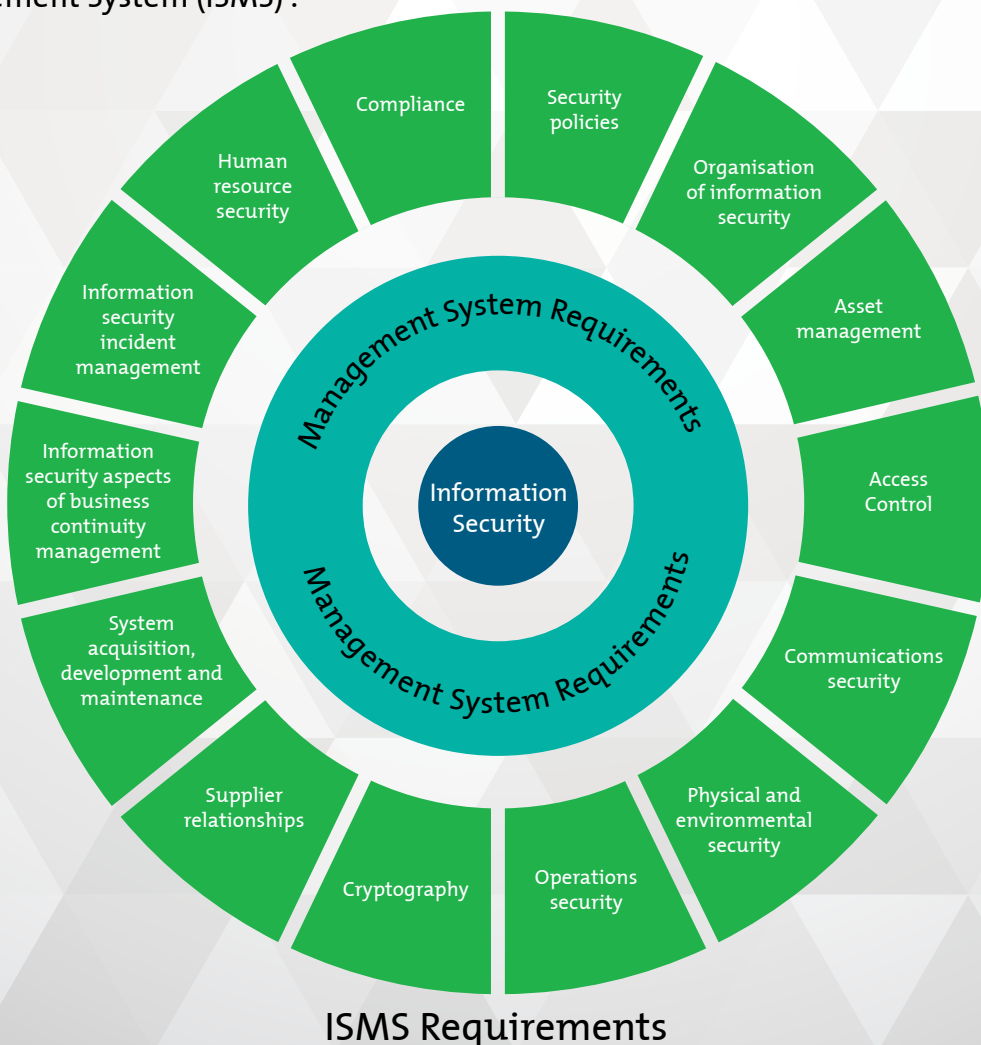 System (ISMS) .
Compliance
Security
policies
Organisation
of information
security
Asset
management
Access
Control
Communications
security
Physical and
environmental
security
Operations
security
Cryptography
Supplier
relationships
System
acquisition,
development and
maintenance
Information
security aspects
of business
continuity
management
Information
security
incident
management
Human
resource
security
Management System Requirements
Information
Security
Management System Requirements
ISMS Requirements